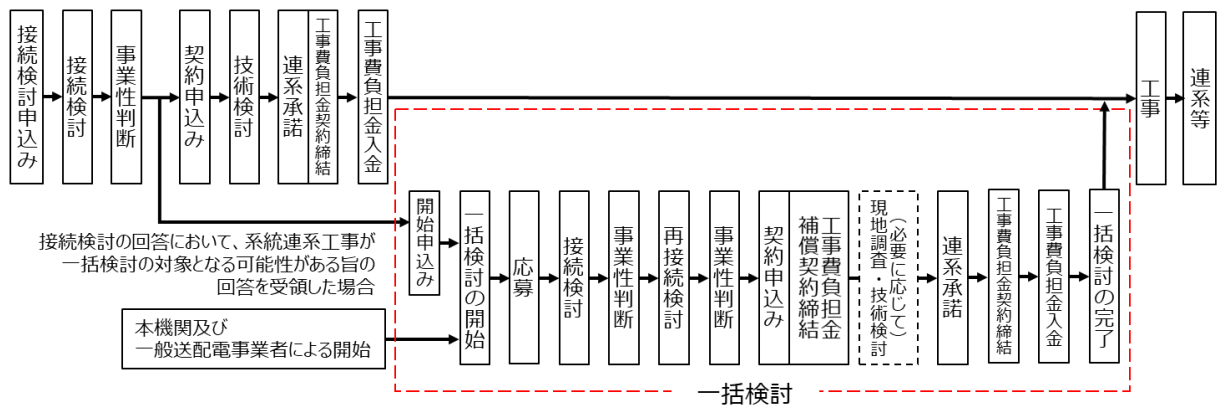 接続検討申込み
接続検討
事業性判断
契約申込み
技術検討
連系承諾
工事費負担金契約締結
工事費負担金入金
工事
連系等
接続検討の回答において、系統連系工事が
一括検討の対象となる可能性がある旨の
回答を受領した場合
本機関及び
一般送配電事業者による開始
開始申込み
一括検討の開始
応募
接続検討
事業性判断
再接続検討
事業性判断
契約申込み
工事費負担金
補償契約締結
（必要に応じて）
現地調査・技術検討
連系承諾
工事費負担金契約締結
工事費負担金入金
一括検討の完了
一括検討